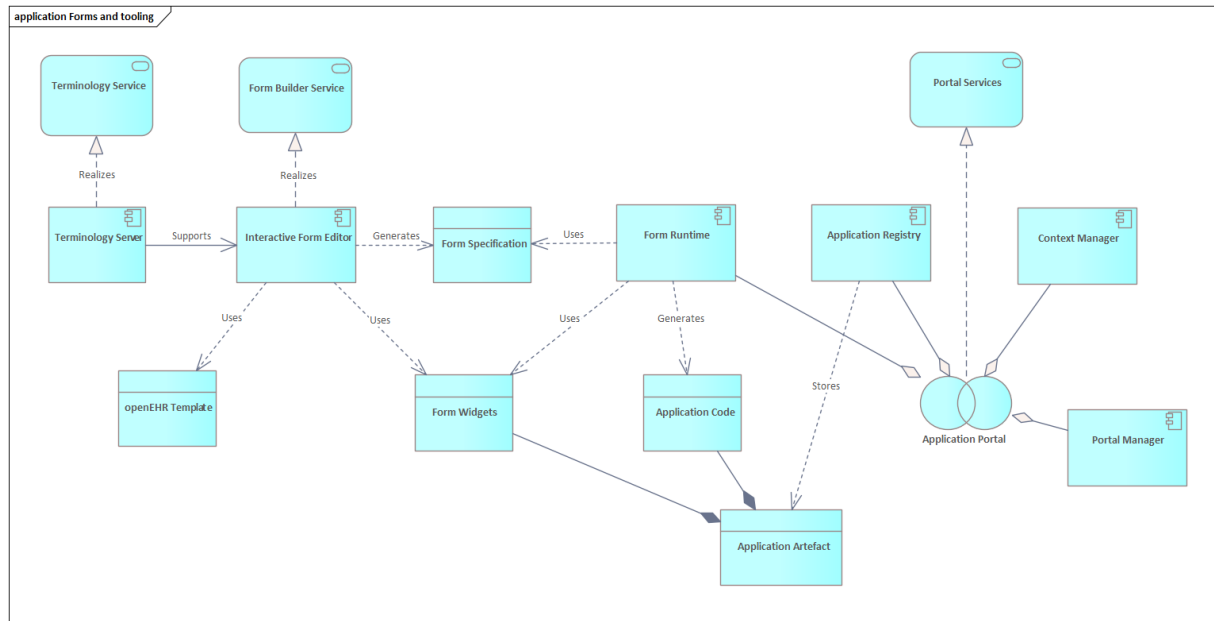 application Forms and tooling
Terminology Service
Form Builder Service
Portal Services
Realizes
Realizes
Terminology Server
Supports
Interactive Form Editor
Generates
Form Specification
Uses
Form Runtime
Application Registry
Context Manager
Uses
Uses
Uses
Generates
Stores
openEHR Template
Form Widgets
Application Code
Application Portal
Portal Manager
Application Artefact